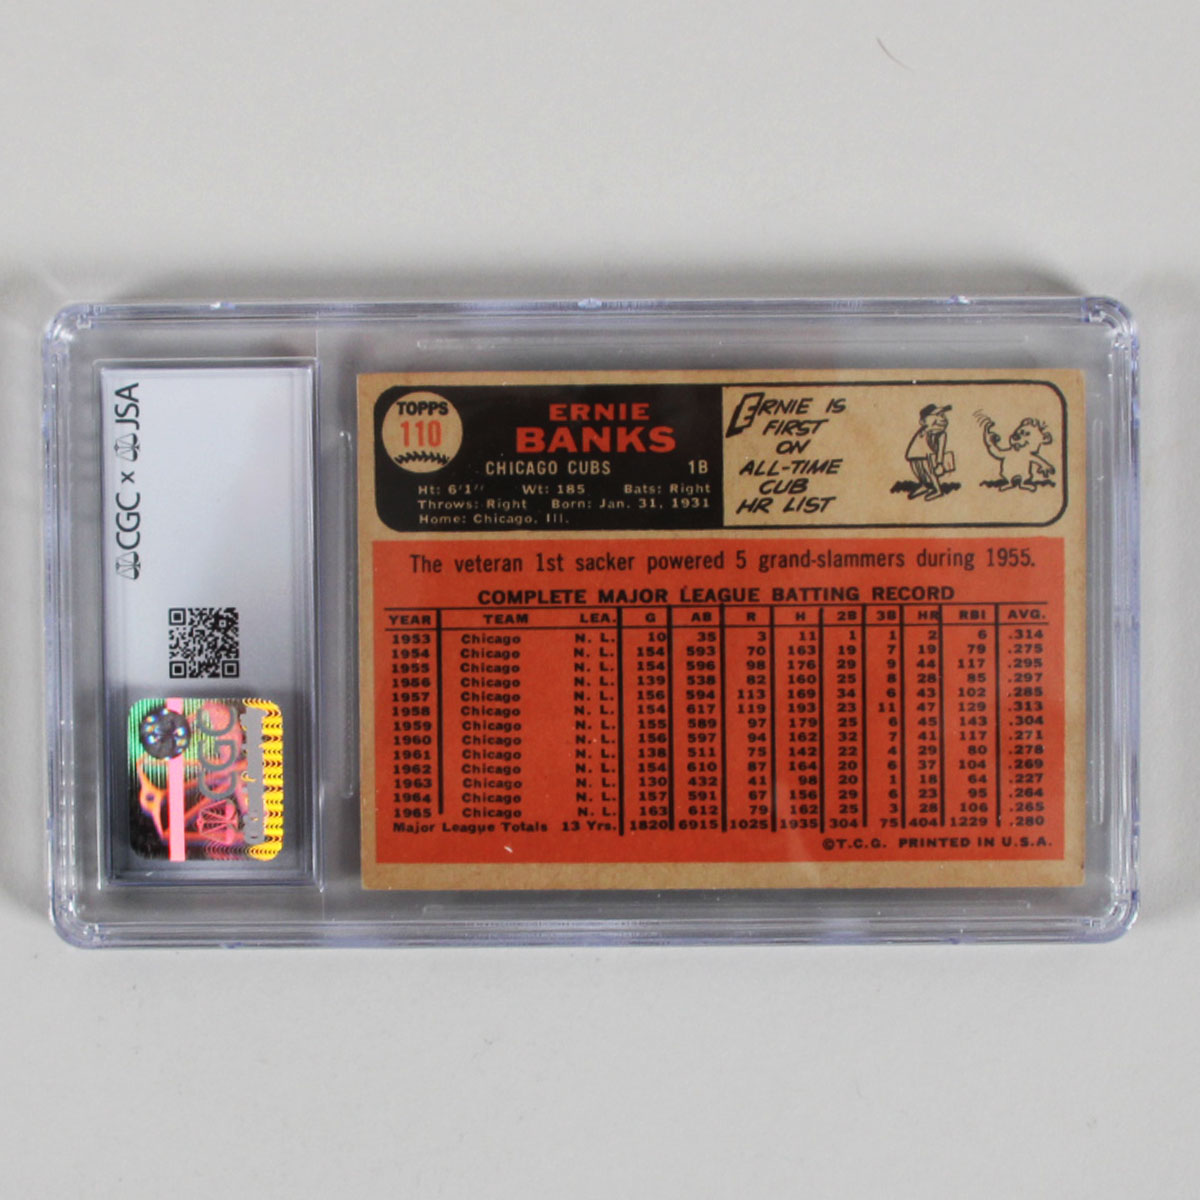 CGC x JSA
CGC
TOPPS
110
ERNIE
BANKS
CHICAGO CUBS 1B
Ht: 6'1" Wt: 185 Bats: Right
Throws: Right Born: Jan. 31, 1931
Home: Chicago, Ill.
ERNIE IS
FIRST
ON
ALL-TIME
CUB
HR LIST
The veteran 1st sacker powered 5 grand-slammers during 1955.
COMPLETE MAJOR LEAGUE BATTING RECORD
YEAR TEAM LEA. G AB R H 2B 3B HR RBI AVG.
1953 Chicago N. L. 10 35 3 11 1 1 2 6 .314
1954 Chicago N. L. 154 593 70 163 19 7 19 79 .275
1955 Chicago N. L. 154 596 98 176 29 9 44 117 .295
1956 Chicago N. L. 139 538 82 160 25 8 28 85 .297
1957 Chicago N. L. 156 594 113 169 34 6 43 102 .285
1958 Chicago N. L. 154 617 119 193 23 11 47 129 .313
1959 Chicago N. L. 155 589 97 179 25 6 45 143 .304
1960 Chicago N. L. 156 597 94 162 32 7 41 117 .271
1961 Chicago N. L. 138 511 75 142 22 4 29 80 .278
1962 Chicago N. L. 154 610 87 164 20 6 37 104 .269
1963 Chicago N. L. 130 432 41 98 20 1 18 64 .227
1964 Chicago N. L. 157 591 67 156 29 6 23 95 .264
1965 Chicago N. L. 163 612 79 162 25 3 28 106 .265
Major League Totals 13 Yrs. 1820 6915 1025 1935 304 75 404 1229 .280
©T.C.G. PRINTED IN U.S.A.